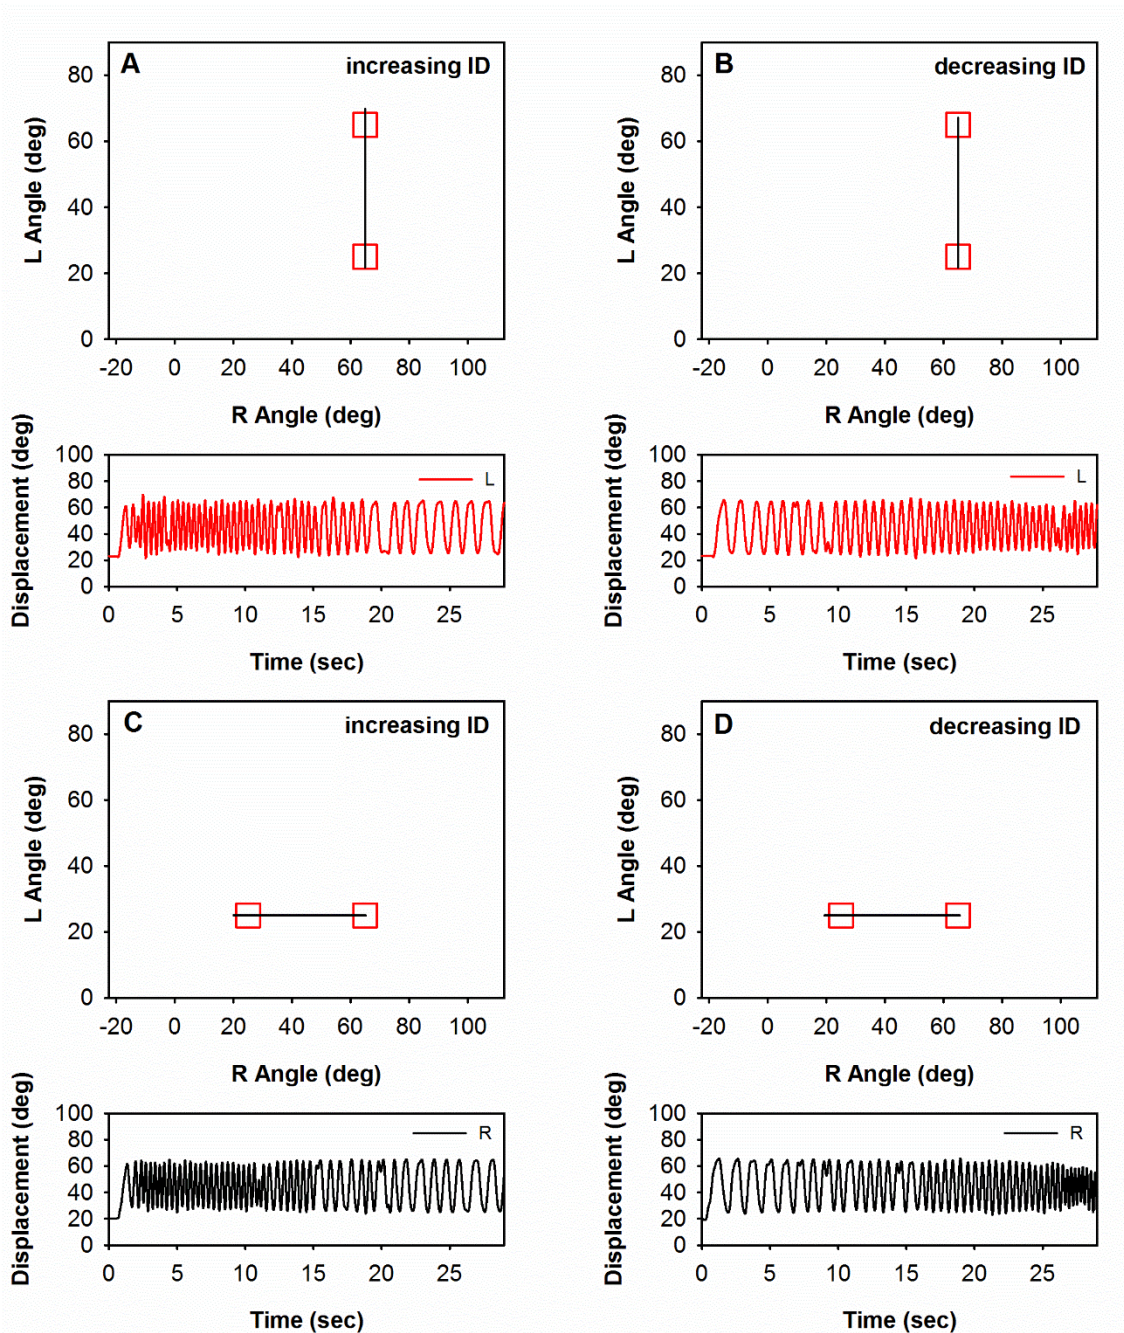 A
increasing ID
L Angle (deg)
80
60
40
20
0
-20 0 20 40 60 80 100
R Angle (deg)
B
decreasing ID
L Angle (deg)
80
60
40
20
0
-20 0 20 40 60 80 100
R Angle (deg)
Displacement (deg)
100
80
60
40
20
0
L
0 5 10 15 20 25
Time (sec)
Displacement (deg)
100
80
60
40
20
0
L
0 5 10 15 20 25
Time (sec)
C
increasing ID
L Angle (deg)
80
60
40
20
0
-20 0 20 40 60 80 100
R Angle (deg)
D
decreasing ID
L Angle (deg)
80
60
40
20
0
-20 0 20 40 60 80 100
R Angle (deg)
Displacement (deg)
100
80
60
40
20
0
R
0 5 10 15 20 25
Time (sec)
Displacement (deg)
100
80
60
40
20
0
R
0 5 10 15 20 25
Time (sec)